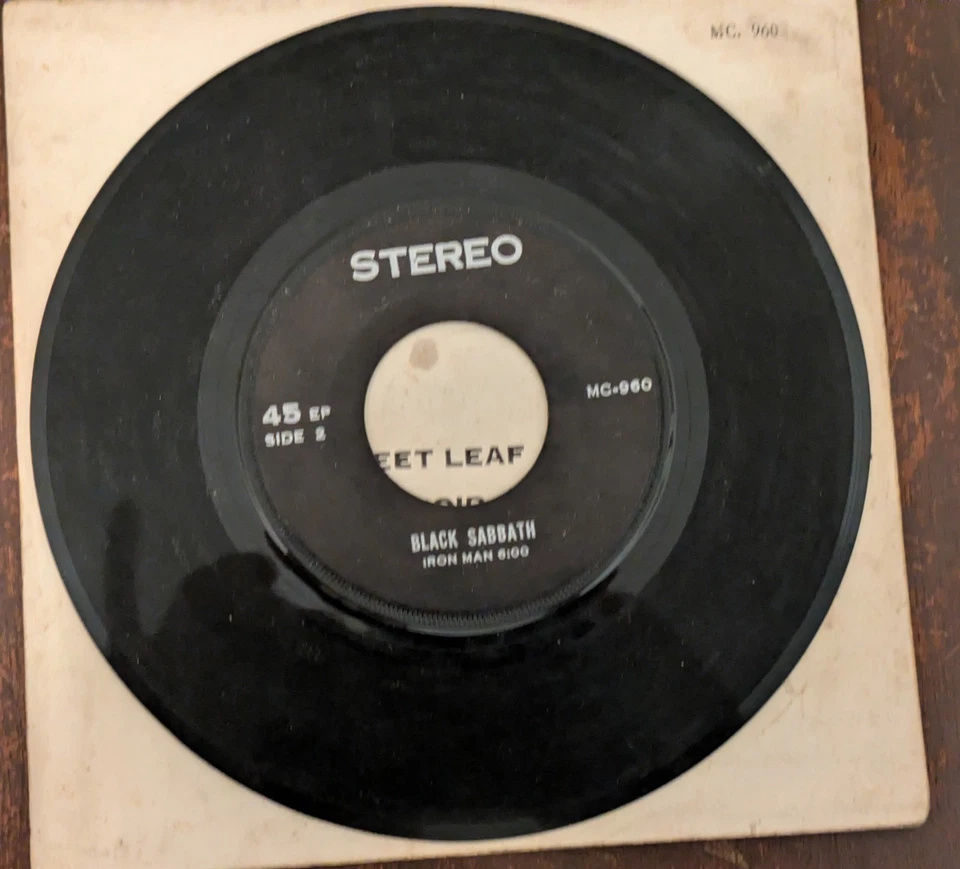 MC. 960
STEREO
45 EP
SIDE 2
MC-960
EET LEAF
BLACK SABBATH
IRON MAN 6:00